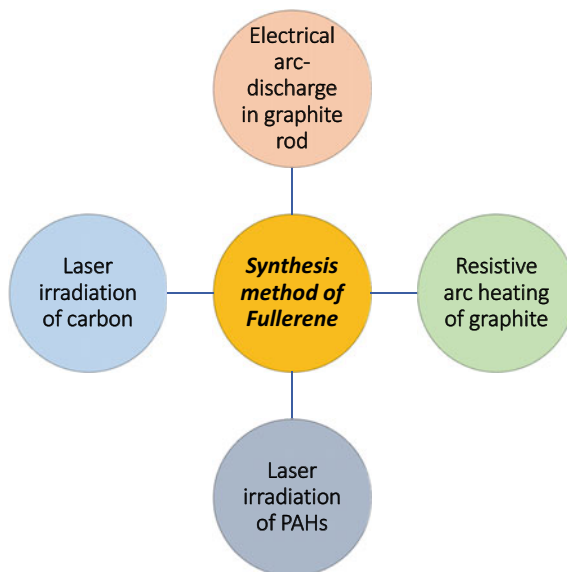 Electrical
arc-
discharge
in graphite
rod
Laser
irradiation
of carbon
Synthesis
method of
Fullerene
Resistive
arc heating
of graphite
Laser
irradiation
of PAHs